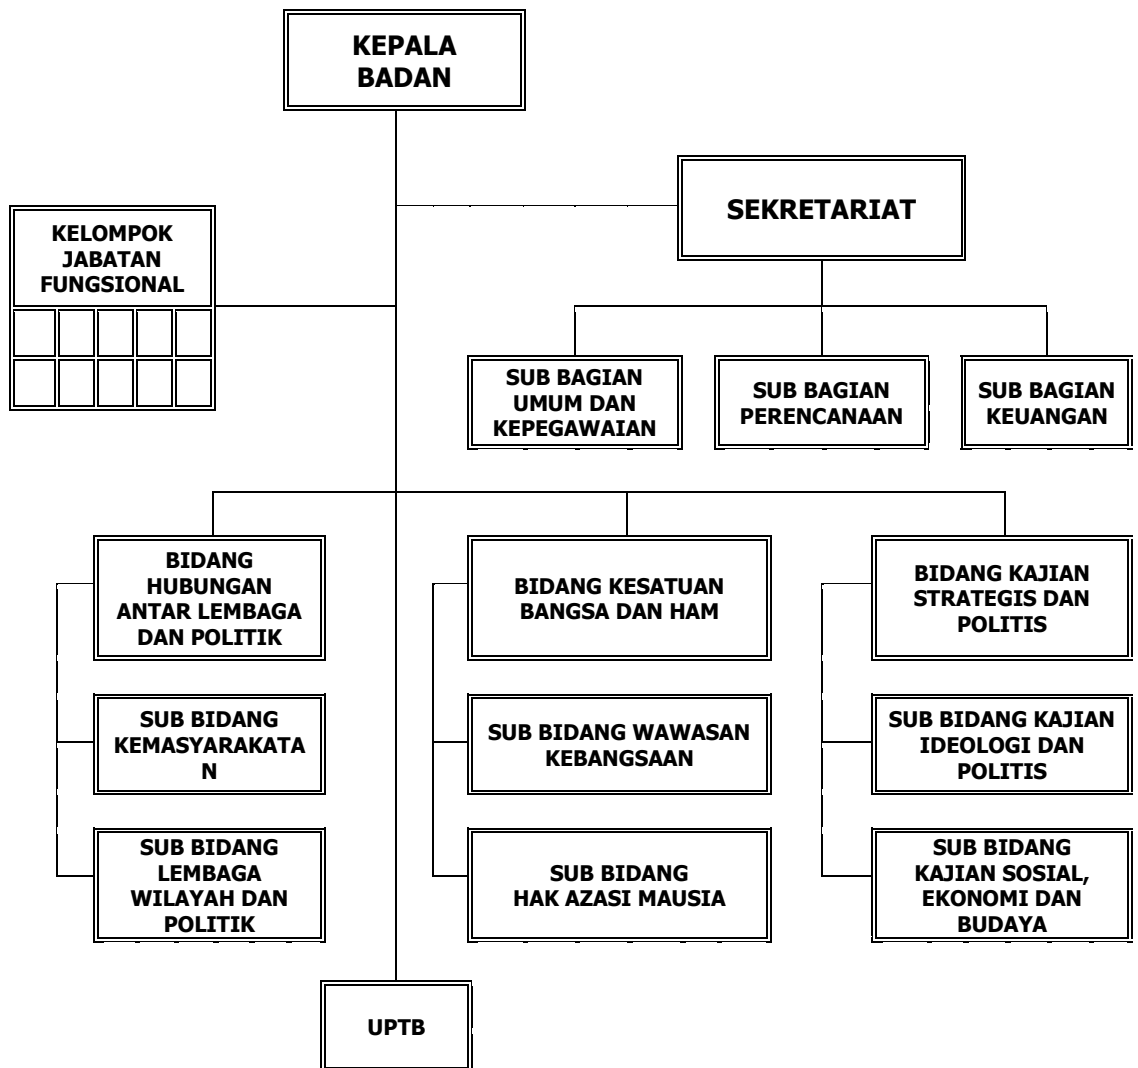 KEPALA
BADAN
SEKRETARIAT
KELOMPOK
JABATAN
FUNGSIONAL
SUB BAGIAN
UMUM DAN
KEPEGAWAIAN
SUB BAGIAN
PERENCANAAN
SUB BAGIAN
KEUANGAN
BIDANG
HUBUNGAN
ANTAR LEMBAGA
DAN POLITIK
BIDANG KESATUAN
BANGSA DAN HAM
BIDANG KAJIAN
STRATEGIS DAN
POLITIS
SUB BIDANG
KEMASYARAKATA
N
SUB BIDANG WAWASAN
KEBANGSAAN
SUB BIDANG KAJIAN
IDEOLOGI DAN
POLITIS
SUB BIDANG
LEMBAGA
WILAYAH DAN
POLITIK
SUB BIDANG
HAK AZASI MAUSIA
SUB BIDANG
KAJIAN SOSIAL,
EKONOMI DAN
BUDAYA
UPTB